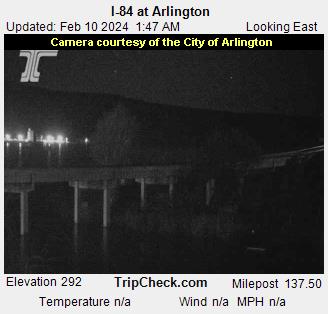 I-84 at Arlington
Updated: Feb 10 2024 1:47 AM Looking East
Camera courtesy of the City of Arlington
Elevation 292 TripCheck.com Milepost 137.50
Temperature n/a Wind n/a MPH n/a